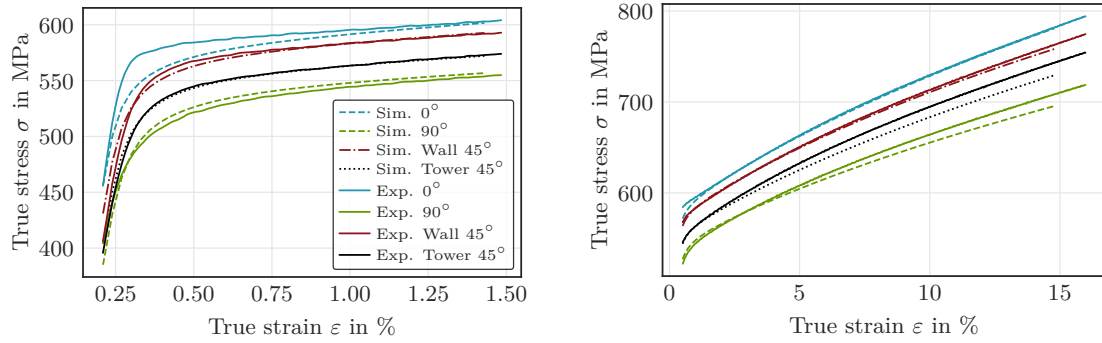 600
550
500
450
400
True stress σ in MPa
0.25
0.50
0.75
1.00
1.25
1.50
True strain ε in %
Sim. 0°
Sim. 90°
Sim. Wall 45°
Sim. Tower 45°
Exp. 0°
Exp. 90°
Exp. Wall 45°
Exp. Tower 45°
800
700
600
True stress σ in MPa
0
5
10
15
True strain ε in %